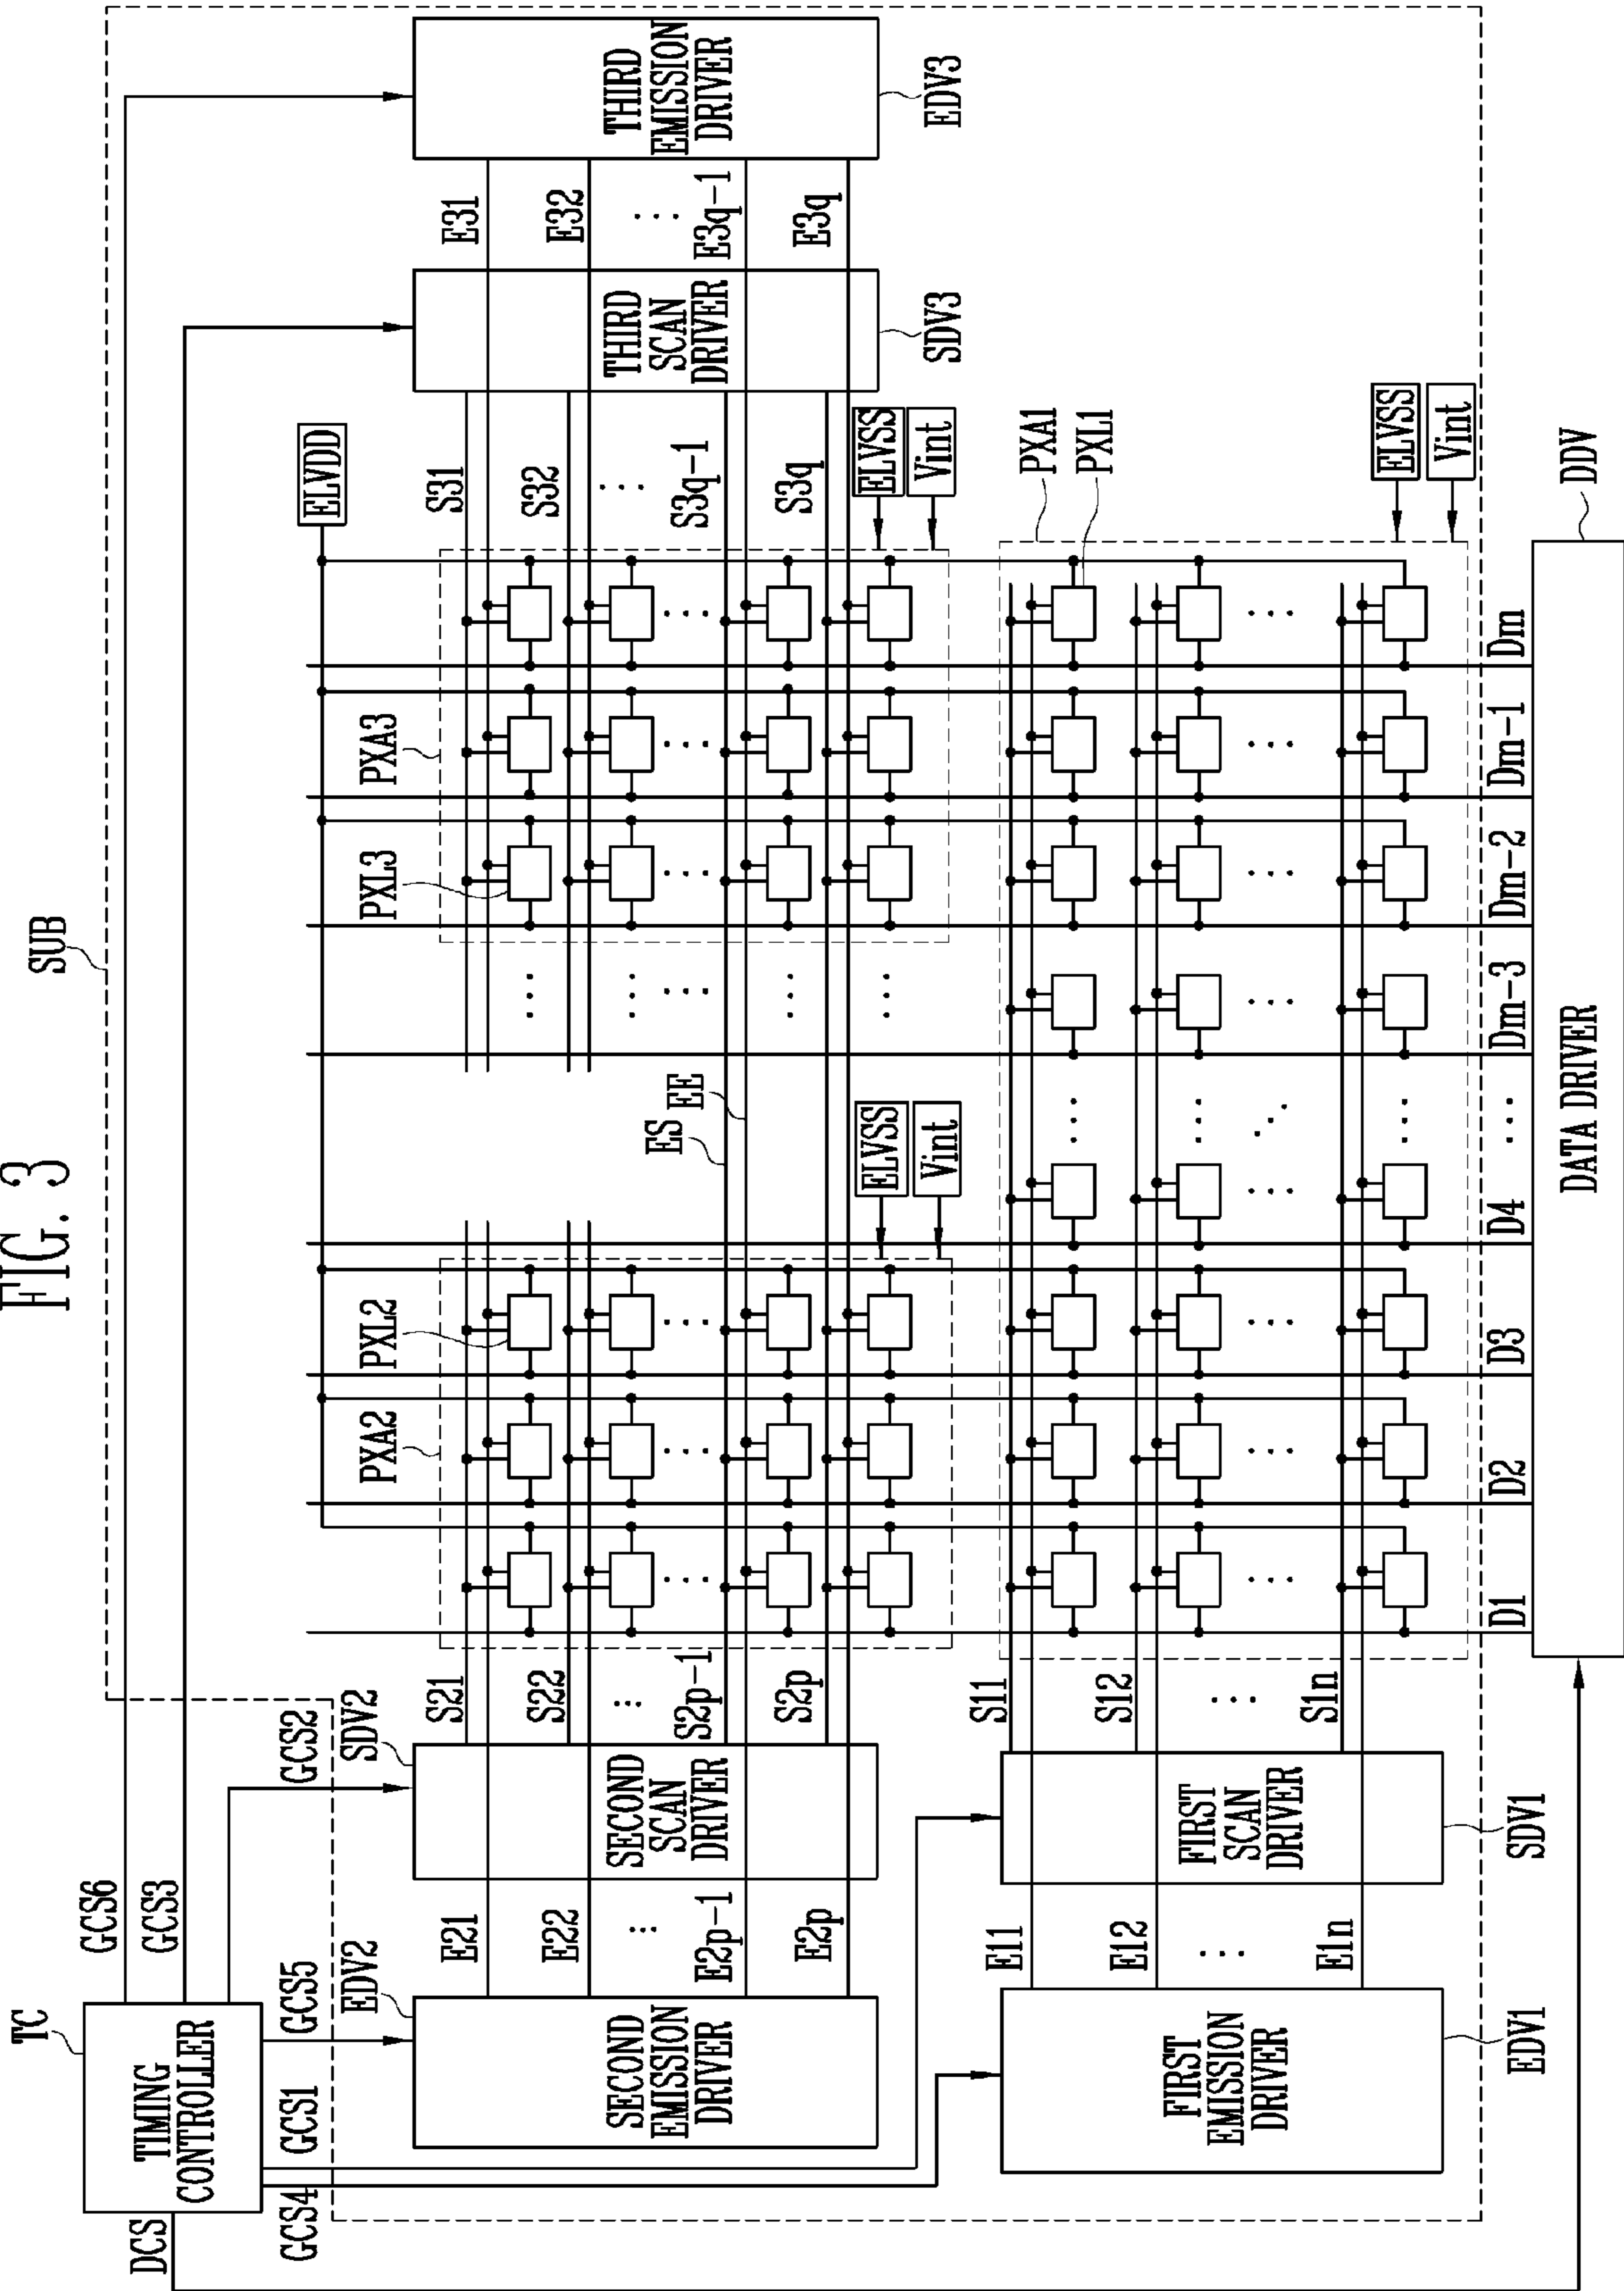 FIG. 3
SUB
TC
TIMING
CONTROLLER
DCS
GCS6
GCS3
GCS2
GCS5
GCS1
GCS4
SDV2
EDV2
SECOND
EMISSION
DRIVER
E21
E22
...
E2p-1
E2p
SECOND
SCAN
DRIVER
S21
S22
...
S2p-1
S2p
PXA2
PXL2
ELVSS
Vint
ES
EE
PXL3
PXA3
ELVDD
S31
S32
...
S3q-1
S3q
ELVSS
Vint
THIRD
SCAN
DRIVER
SDV3
E31
E32
...
E3q-1
E3q
THIRD
EMISSION
DRIVER
EDV3
FIRST
EMISSION
DRIVER
EDV1
E11
E12
...
E1n
FIRST
SCAN
DRIVER
SDV1
S11
S12
...
S1n
PXA1
PXL1
ELVSS
Vint
D1
D2
D3
D4
...
Dm-3
Dm-2
Dm-1
Dm
DATA DRIVER
DDV